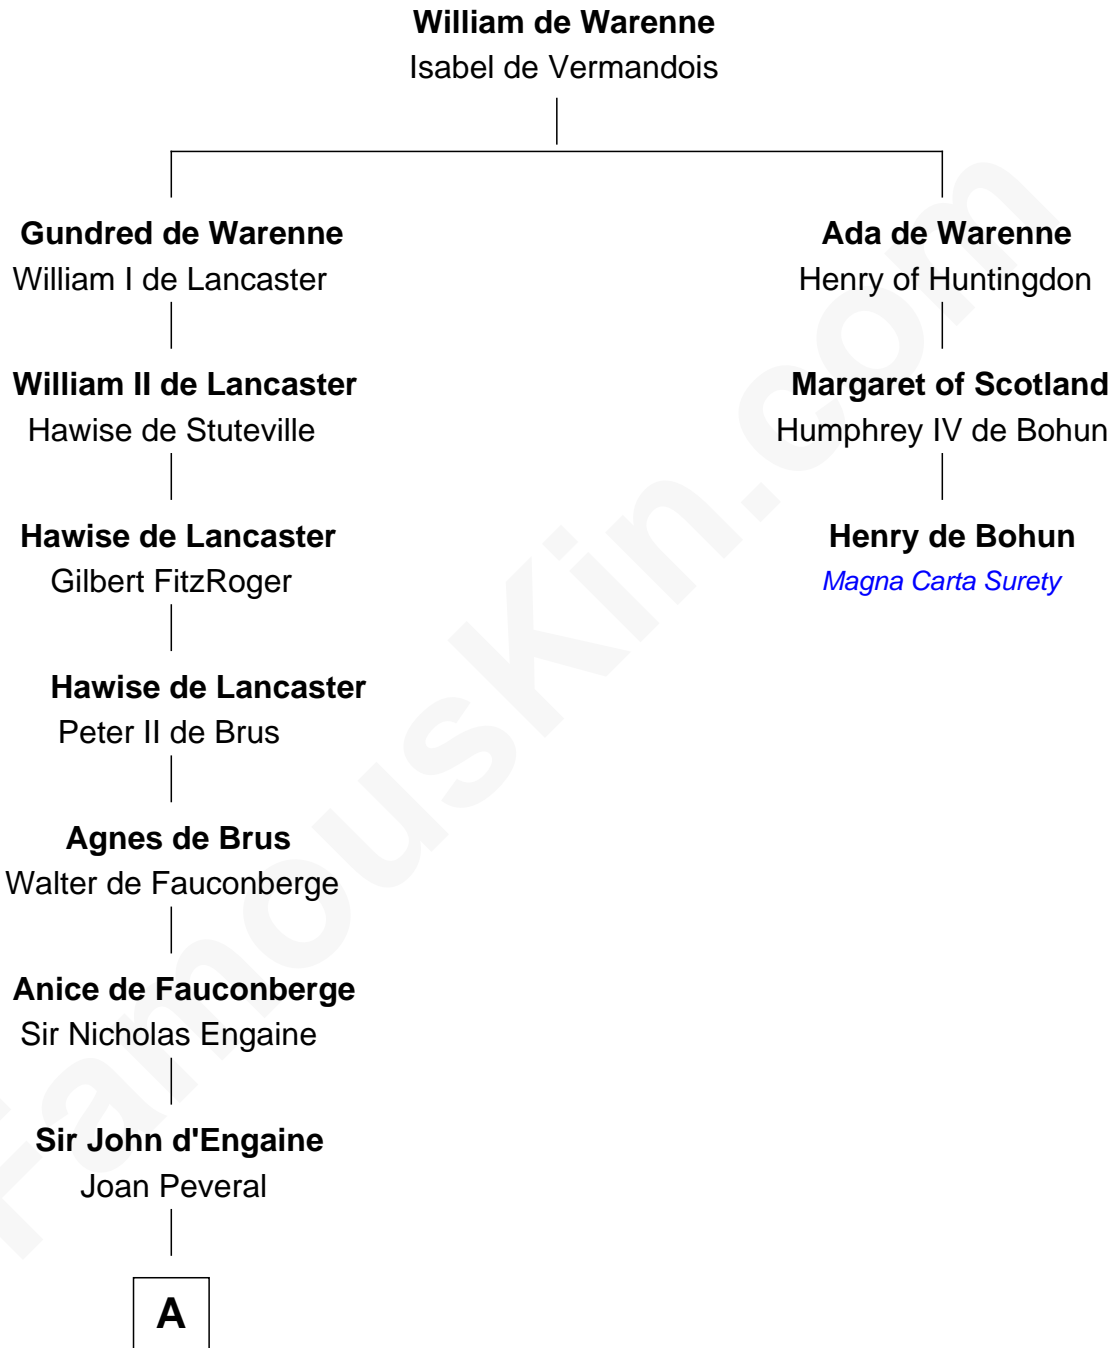 William de Warenne
Isabel de Vermandois
Gundred de Warenne
William I de Lancaster
William II de Lancaster
Hawise de Stuteville
Hawise de Lancaster
Gilbert FitzRoger
Hawise de Lancaster
Peter II de Brus
Agnes de Brus
Walter de Fauconberge
Anice de Fauconberge
Sir Nicholas Engaine
Sir John d'Engaine
Joan Peveral
A
Ada de Warenne
Henry of Huntingdon
Margaret of Scotland
Humphrey IV de Bohun
Henry de Bohun
Magna Carta Surety
FamousKin.com